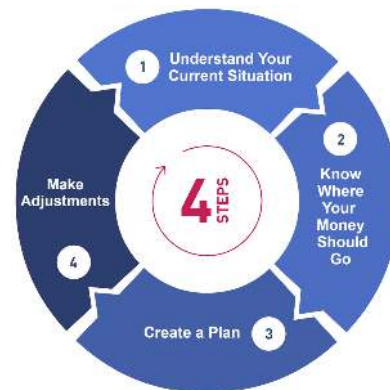 1
Understand Your
Current Situation
2
Know
Where
Your
Money
Should
Go
Create a Plan
3
Make
Adjustments
4
4
STEPS